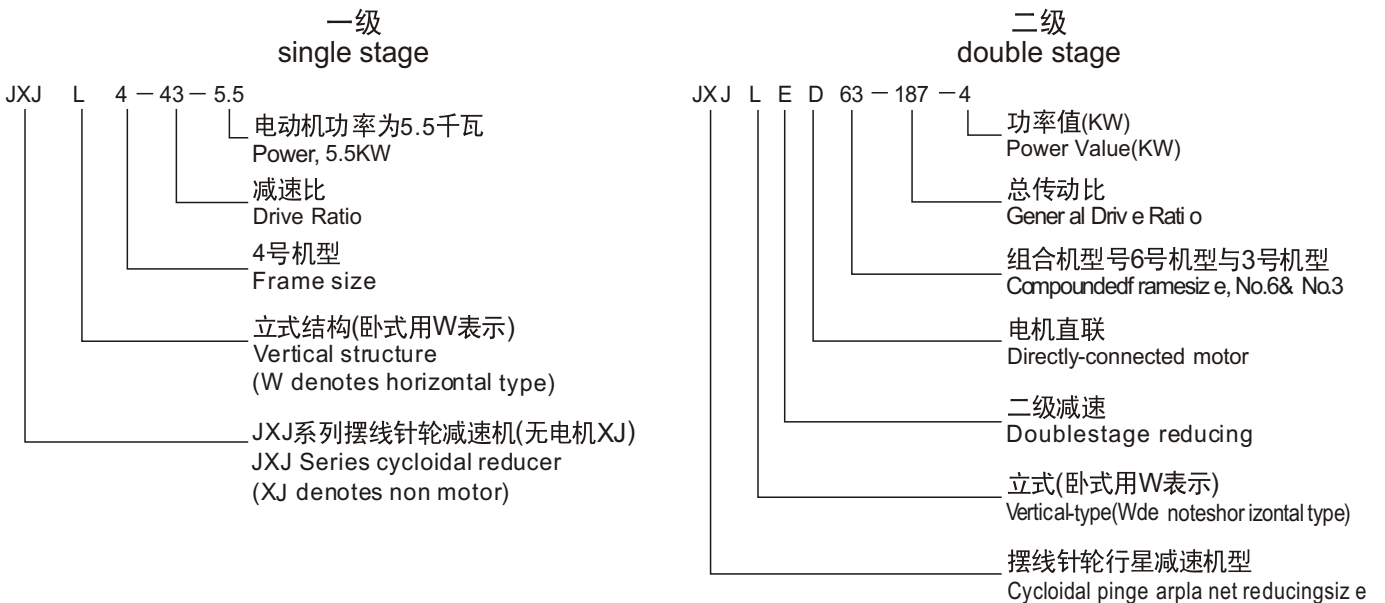 一级
single stage
JXJ L 4 － 43 － 5.5
电动机功率为5.5千瓦
Power, 5.5KW
减速比
Drive Ratio
4号机型
Frame size
立式结构(卧式用W表示)
Vertical structure
(W denotes horizontal type)
JXJ系列摆线针轮减速机(无电机XJ)
JXJ Series cycloidal reducer
(XJ denotes non motor)
二级
double stage
JXJ L E D 63 － 187 － 4
功率值(KW)
Power Value(KW)
总传动比
Gener al Driv e Rati o
组合机型号6号机型与3号机型
Compoundedf ramesiz e, No.6& No.3
电机直联
Directly-connected motor
二级减速
Doublestage reducing
立式(卧式用W表示)
Vertical-type(Wde noteshor izontal type)
摆线针轮行星减速机型
Cycloidal pinge arpla net reducingsiz e